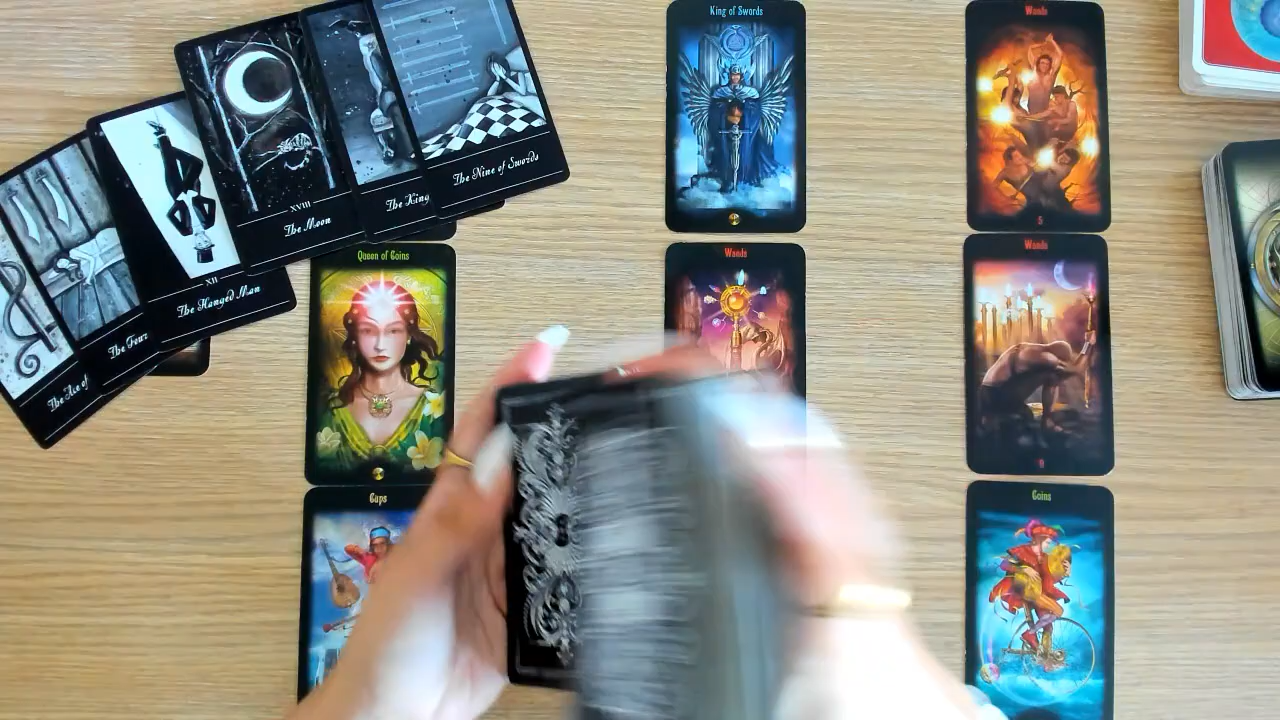 The Ace of
The Four
XII
The Hanged Man
XVIII
The Moon
The King
The Nine of Swords
King of Swords
Wands
5
Queen of Coins
Wands
Wands
9
Cups
Coins